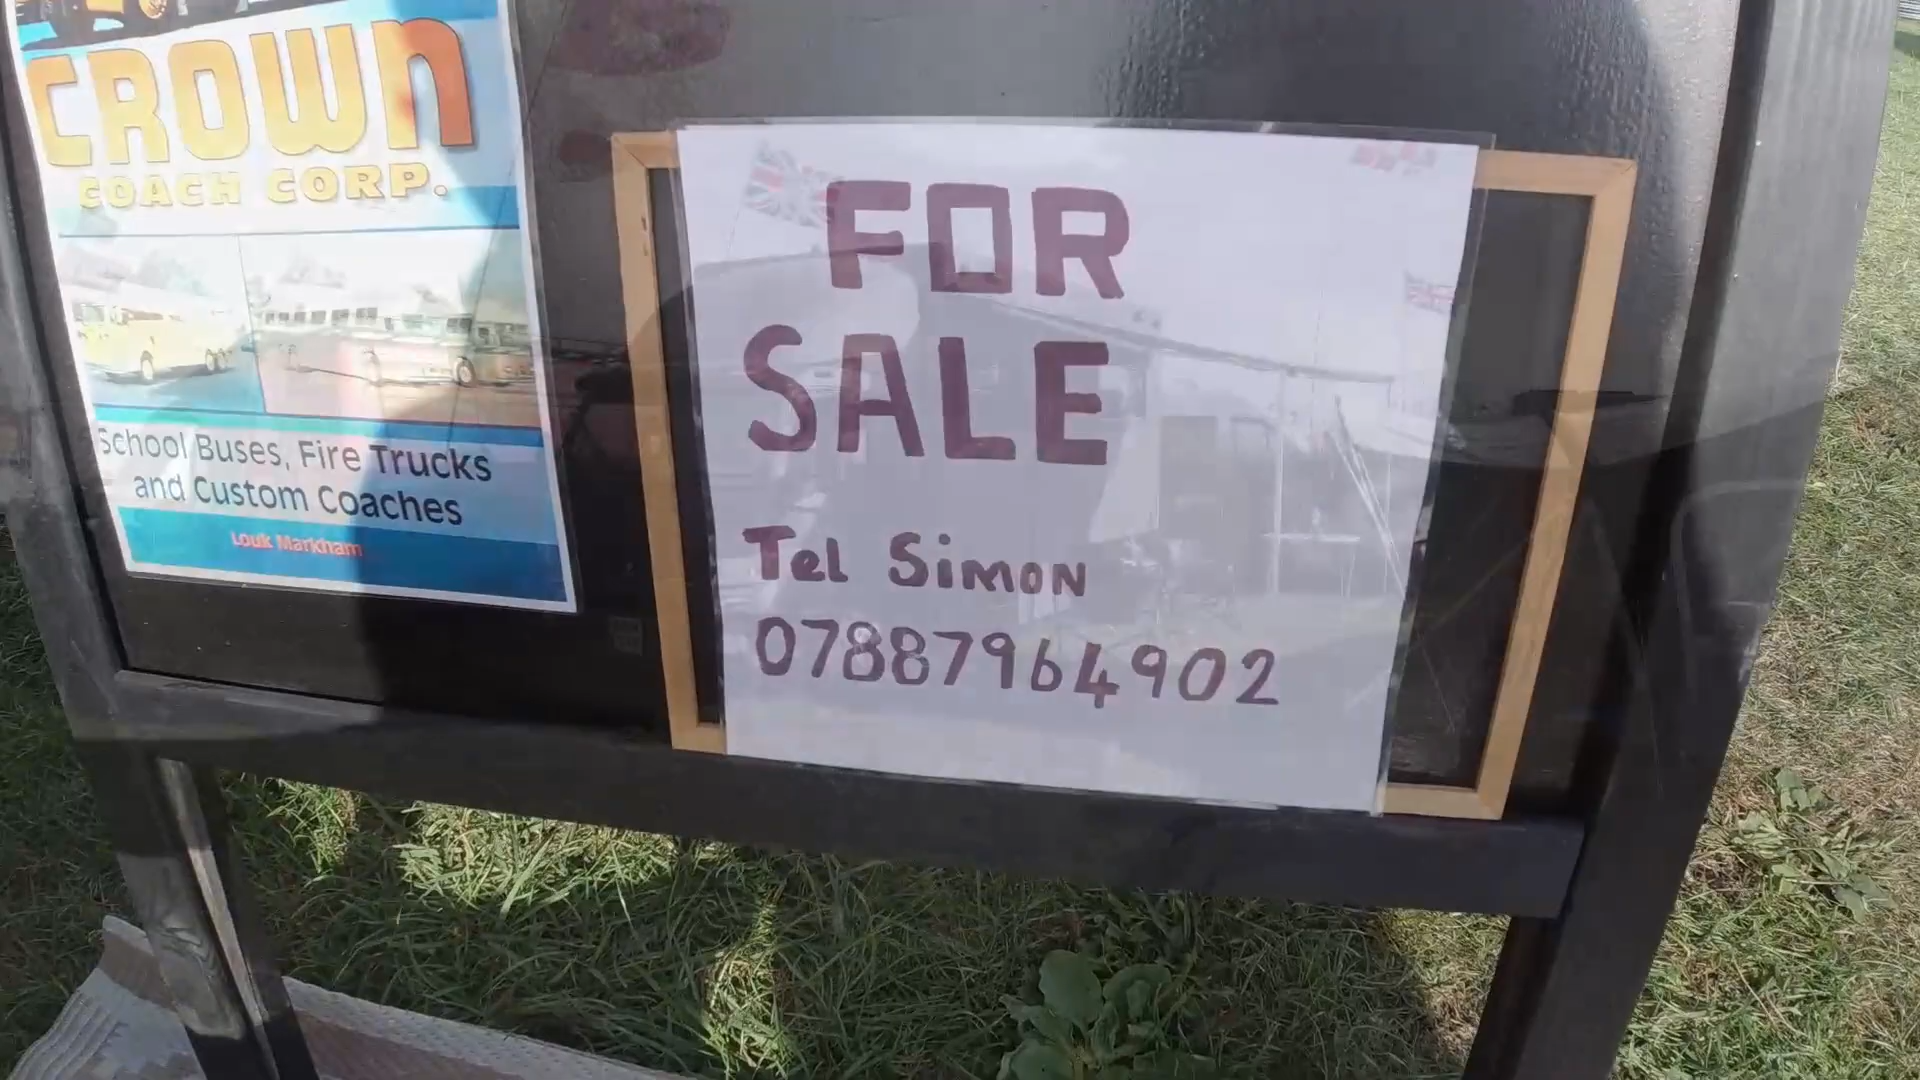 CROWN
COACH CORP.
School Buses, Fire Trucks
and Custom Coaches
Louk Markham
FOR
SALE
Tel Simon
07887964902